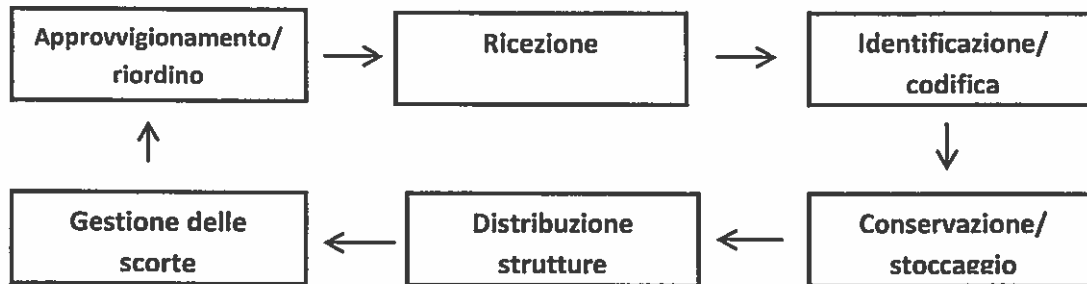 Approvvigionamento/
riordino
Ricezione
Identificazione/
codifica
Gestione delle
scorte
Distribuzione
strutture
Conservazione/
stoccaggio